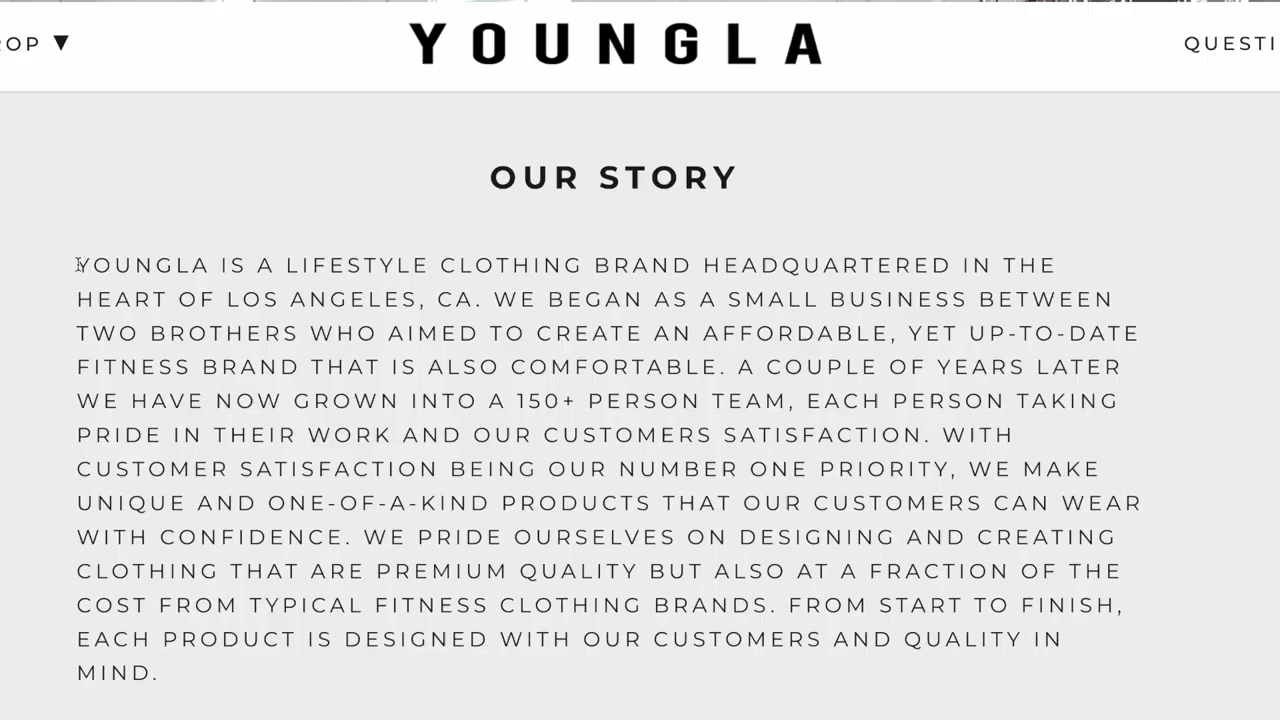 ROP ▼
YOUNGLA
QUESTI
OUR STORY
YOUNGLA IS A LIFESTYLE CLOTHING BRAND HEADQUARTERED IN THE
HEART OF LOS ANGELES, CA. WE BEGAN AS A SMALL BUSINESS BETWEEN
TWO BROTHERS WHO AIMED TO CREATE AN AFFORDABLE, YET UP-TO-DATE
FITNESS BRAND THAT IS ALSO COMFORTABLE. A COUPLE OF YEARS LATER
WE HAVE NOW GROWN INTO A 150+ PERSON TEAM, EACH PERSON TAKING
PRIDE IN THEIR WORK AND OUR CUSTOMERS SATISFACTION. WITH
CUSTOMER SATISFACTION BEING OUR NUMBER ONE PRIORITY, WE MAKE
UNIQUE AND ONE-OF-A-KIND PRODUCTS THAT OUR CUSTOMERS CAN WEAR
WITH CONFIDENCE. WE PRIDE OURSELVES ON DESIGNING AND CREATING
CLOTHING THAT ARE PREMIUM QUALITY BUT ALSO AT A FRACTION OF THE
COST FROM TYPICAL FITNESS CLOTHING BRANDS. FROM START TO FINISH,
EACH PRODUCT IS DESIGNED WITH OUR CUSTOMERS AND QUALITY IN
MIND.